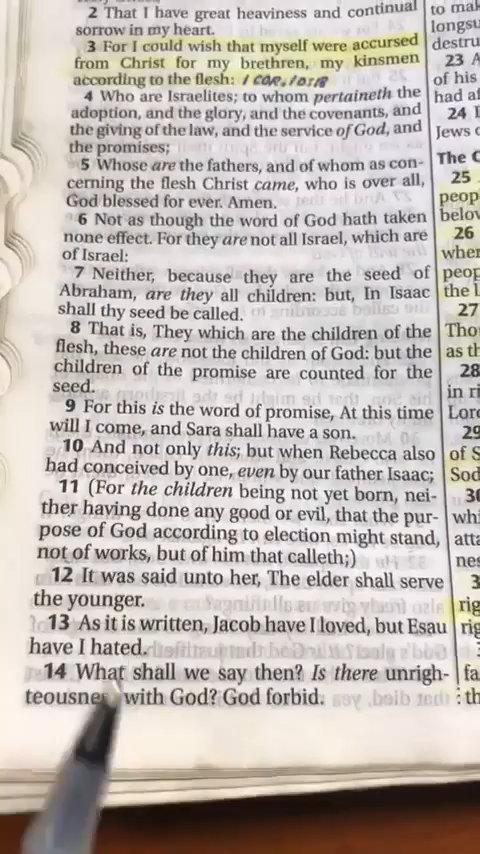 2 That I have great heaviness and continual
sorrow in my heart.
3 For I could wish that myself were accursed
from Christ for my brethren, my kinsmen
according to the flesh: 1 COR.10:18
4 Who are Israelites; to whom pertaineth the
adoption, and the glory, and the covenants, and
the giving of the law, and the service of God, and
the promises;
5 Whose are the fathers, and of whom as con-
cerning the flesh Christ came, who is over all,
God blessed for ever. Amen.
6 Not as though the word of God hath taken
none effect. For they are not all Israel, which are
of Israel:
7 Neither, because they are the seed of
Abraham, are they all children: but, In Isaac
shall thy seed be called.
8 That is, They which are the children of the
flesh, these are not the children of God: but the
children of the promise are counted for the
seed.
9 For this is the word of promise, At this time
will I come, and Sara shall have a son.
10 And not only this; but when Rebecca also
had conceived by one, even by our father Isaac;
11 (For the children being not yet born, nei-
ther having done any good or evil, that the pur-
pose of God according to election might stand,
not of works, but of him that calleth;)
12 It was said unto her, The elder shall serve
the younger.
13 As it is written, Jacob have I loved, but Esau
have I hated.
14 What shall we say then? Is there unrigh-
teousnes with God? God forbid.
to
longsu
destru
23 A
of his
had a
24
Jews
The
25
peop
belov
26
wher
peop
the
27
Tho
as th
28
in ri
Lord
29
of S
Sod
whi
atta
nes
rig
rig
fa
: th